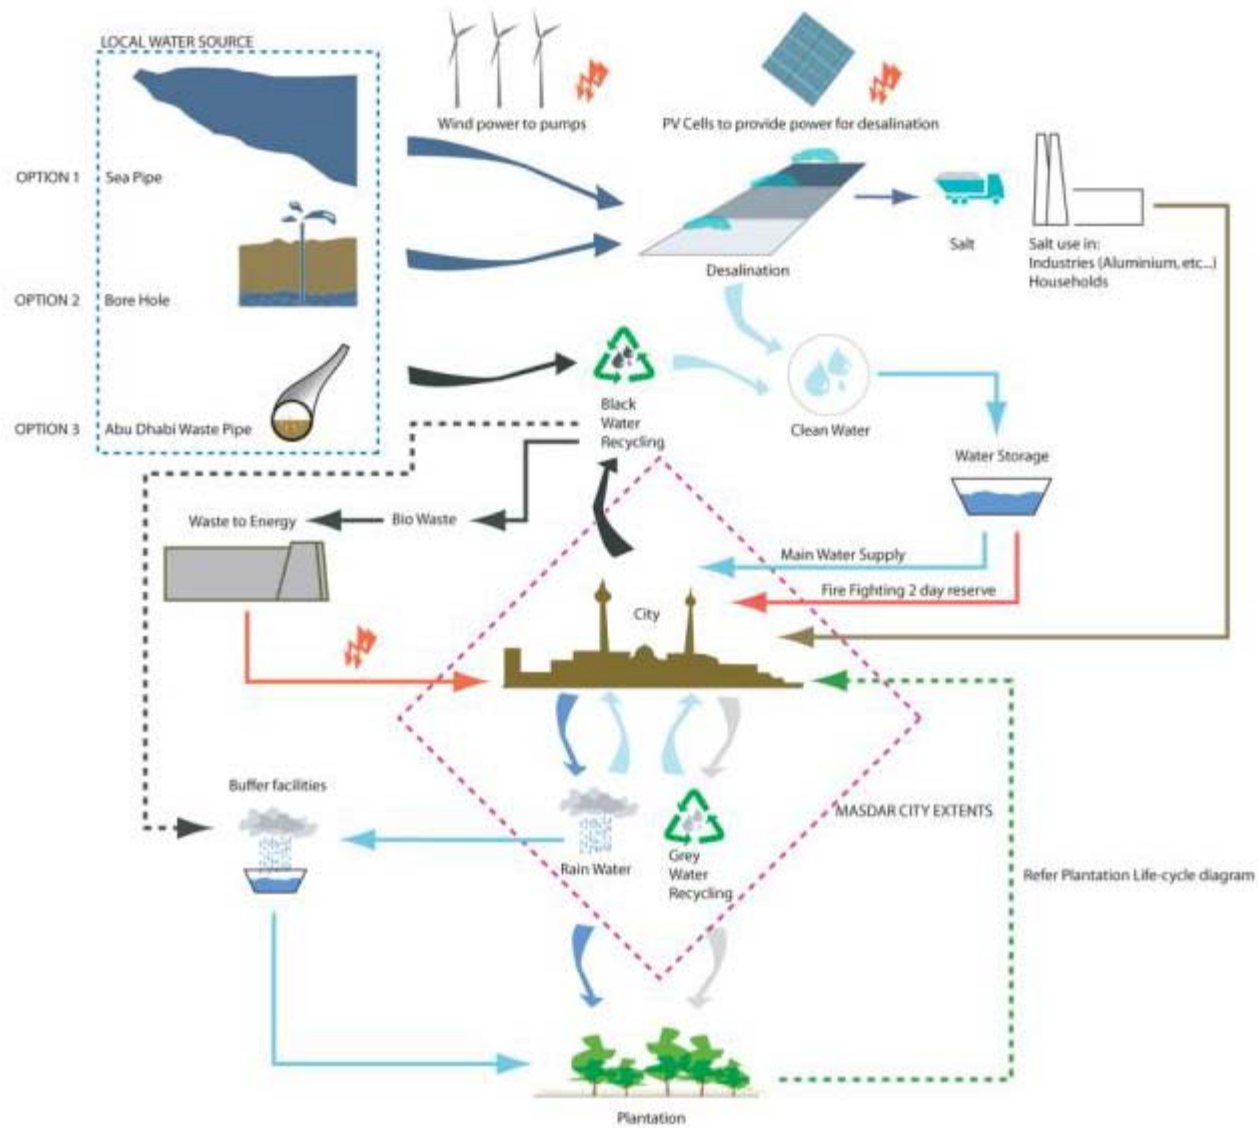 LOCAL WATER SOURCE
Wind power to pumps
PV Cells to provide power for desalination
OPTION 1
Sea Pipe
Desalination
Salt
Salt use in:
Industries (Aluminium, etc...)
Households
OPTION 2
Bore Hole
Black
Water
Recycling
Clean Water
OPTION 3
Abu Dhabi Waste Pipe
Water Storage
Waste to Energy
Bio Waste
Main Water Supply
Fire Fighting 2 day reserve
City
Buffer facilities
MASDAR CITY EXTENTS
Rain Water
Grey
Water
Recycling
Refer Plantation Life-cycle diagram
Plantation